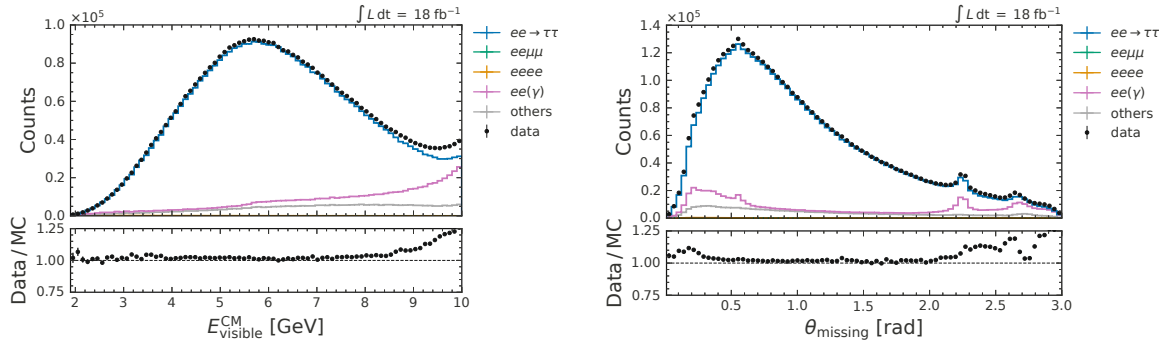 ×10⁵
∫ L dt = 18 fb⁻¹
Counts
1.0
0.8
0.6
0.4
0.2
0.0
ee → ττ
eeμμ
eeee
ee(γ)
others
data
Data / MC
1.25
1.00
0.75
2 3 4 5 6 7 8 9 10
E^CM_visible [GeV]
×10⁵
∫ L dt = 18 fb⁻¹
Counts
1.4
1.2
1.0
0.8
0.6
0.4
0.2
0.0
ee → ττ
eeμμ
eeee
ee(γ)
others
data
Data / MC
1.25
1.00
0.75
0.5 1.0 1.5 2.0 2.5 3.0
θ_missing [rad]